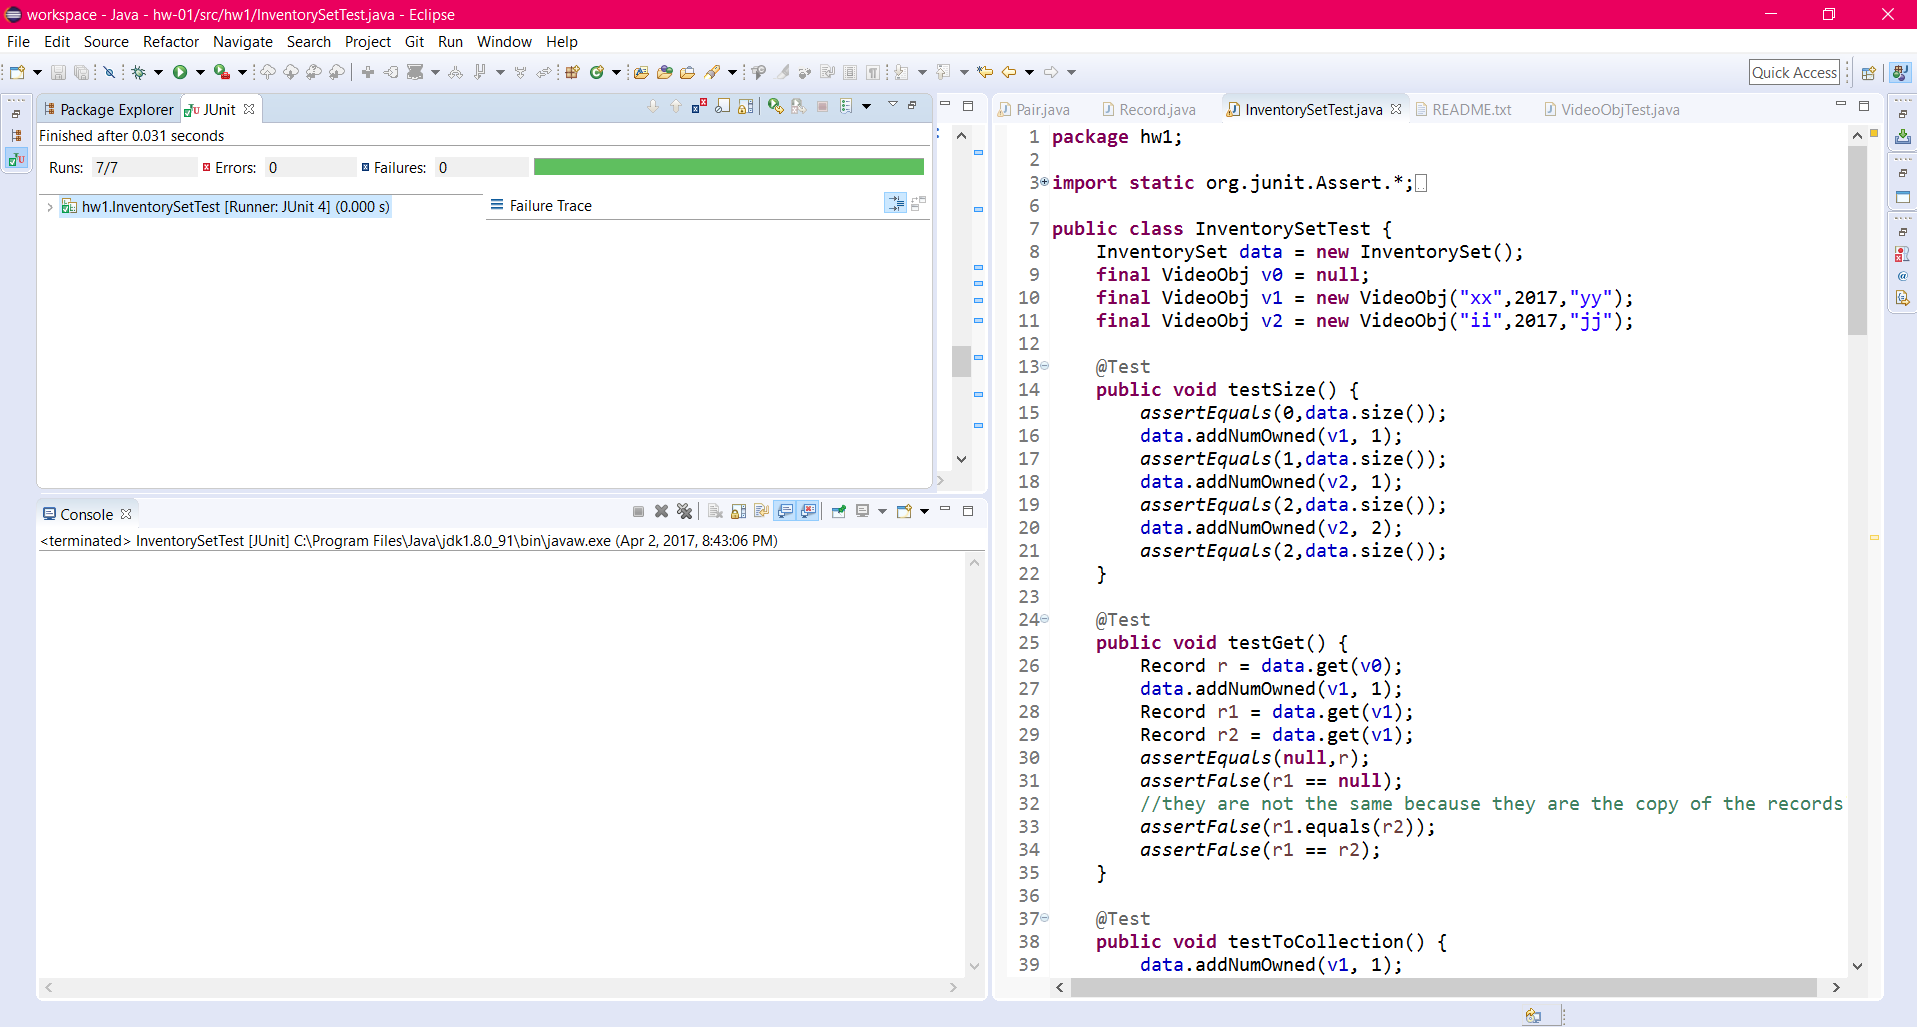 workspace - Java - hw-01/src/hw1/InventorySetTest.java - Eclipse
File Edit Source Refactor Navigate Search Project Git Run Window Help
Quick Access
Package Explorer JUnit
Finished after 0.031 seconds
Runs: 7/7 Errors: 0 Failures: 0
hw1.InventorySetTest [Runner: JUnit 4] (0.000 s)
Failure Trace
Console
<terminated> InventorySetTest [JUnit] C:\Program Files\Java\jdk1.8.0_91\bin\javaw.exe (Apr 2, 2017, 8:43:06 PM)
Pair.java Record.java InventorySetTest.java README.txt VideoObjTest.java
1 package hw1;
2
3 import static org.junit.Assert.*;
6
7 public class InventorySetTest {
8     InventorySet data = new InventorySet();
9     final VideoObj v0 = null;
10     final VideoObj v1 = new VideoObj("xx",2017,"yy");
11     final VideoObj v2 = new VideoObj("ii",2017,"jj");
12
13     @Test
14     public void testSize() {
15         assertEquals(0,data.size());
16         data.addNumOwned(v1, 1);
17         assertEquals(1,data.size());
18         data.addNumOwned(v2, 1);
19         assertEquals(2,data.size());
20         data.addNumOwned(v2, 2);
21         assertEquals(2,data.size());
22     }
23
24     @Test
25     public void testGet() {
26         Record r = data.get(v0);
27         data.addNumOwned(v1, 1);
28         Record r1 = data.get(v1);
29         Record r2 = data.get(v1);
30         assertEquals(null,r);
31         assertFalse(r1 == null);
32         //they are not the same because they are the copy of the records
33         assertFalse(r1.equals(r2));
34         assertFalse(r1 == r2);
35     }
36
37     @Test
38     public void testToCollection() {
39         data.addNumOwned(v1, 1);